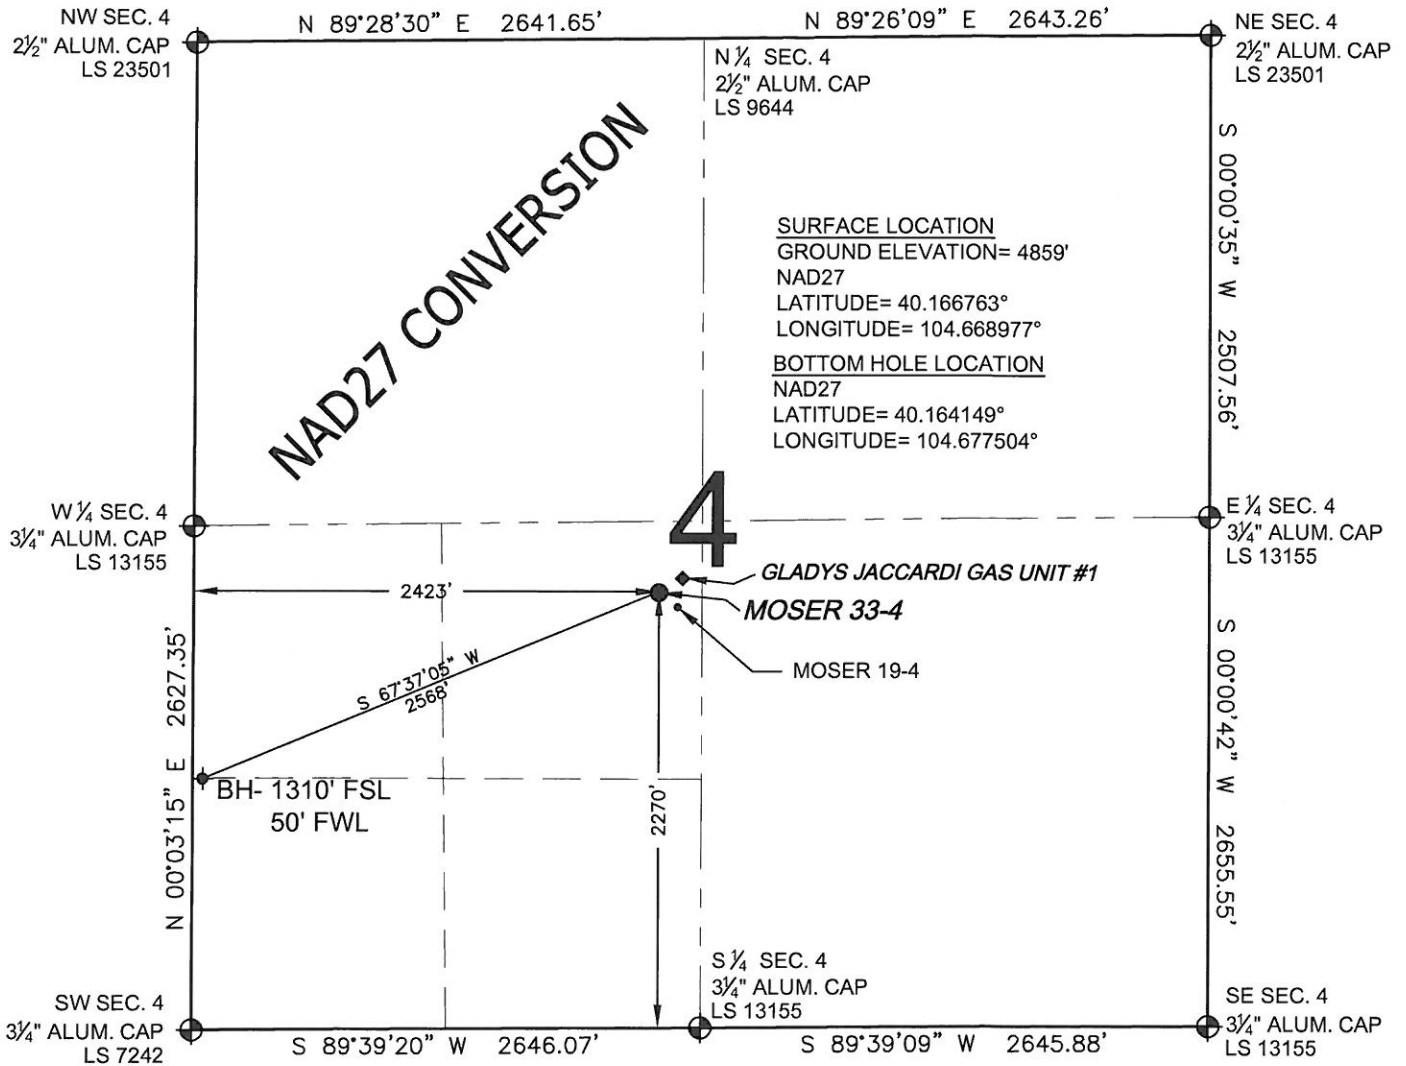 NW SEC. 4
2½" ALUM. CAP
LS 23501
N 89°28'30" E 2641.65'
N 89°26'09" E 2643.26'
NE SEC. 4
2½" ALUM. CAP
LS 23501
N ¼ SEC. 4
2½" ALUM. CAP
LS 9644
NAD27 CONVERSION
SURFACE LOCATION
GROUND ELEVATION= 4859'
NAD27
LATITUDE= 40.166763°
LONGITUDE= 104.668977°
BOTTOM HOLE LOCATION
NAD27
LATITUDE= 40.164149°
LONGITUDE= 104.677504°
S 00°00'35" W 2507.56'
W ¼ SEC. 4
3¼" ALUM. CAP
LS 13155
4
E ¼ SEC. 4
3¼" ALUM. CAP
LS 13155
GLADYS JACCARDI GAS UNIT #1
2423'
MOSER 33-4
MOSER 19-4
S 67°37'05" W
2568'
N 00°03'15" E 2627.35'
S 00°00'42" W 2655.55'
BH- 1310' FSL
50' FWL
2270'
S ¼ SEC. 4
3¼" ALUM. CAP
LS 13155
SW SEC. 4
3¼" ALUM. CAP
LS 7242
S 89°39'20" W 2646.07'
S 89°39'09" W 2645.88'
SE SEC. 4
3¼" ALUM. CAP
LS 13155